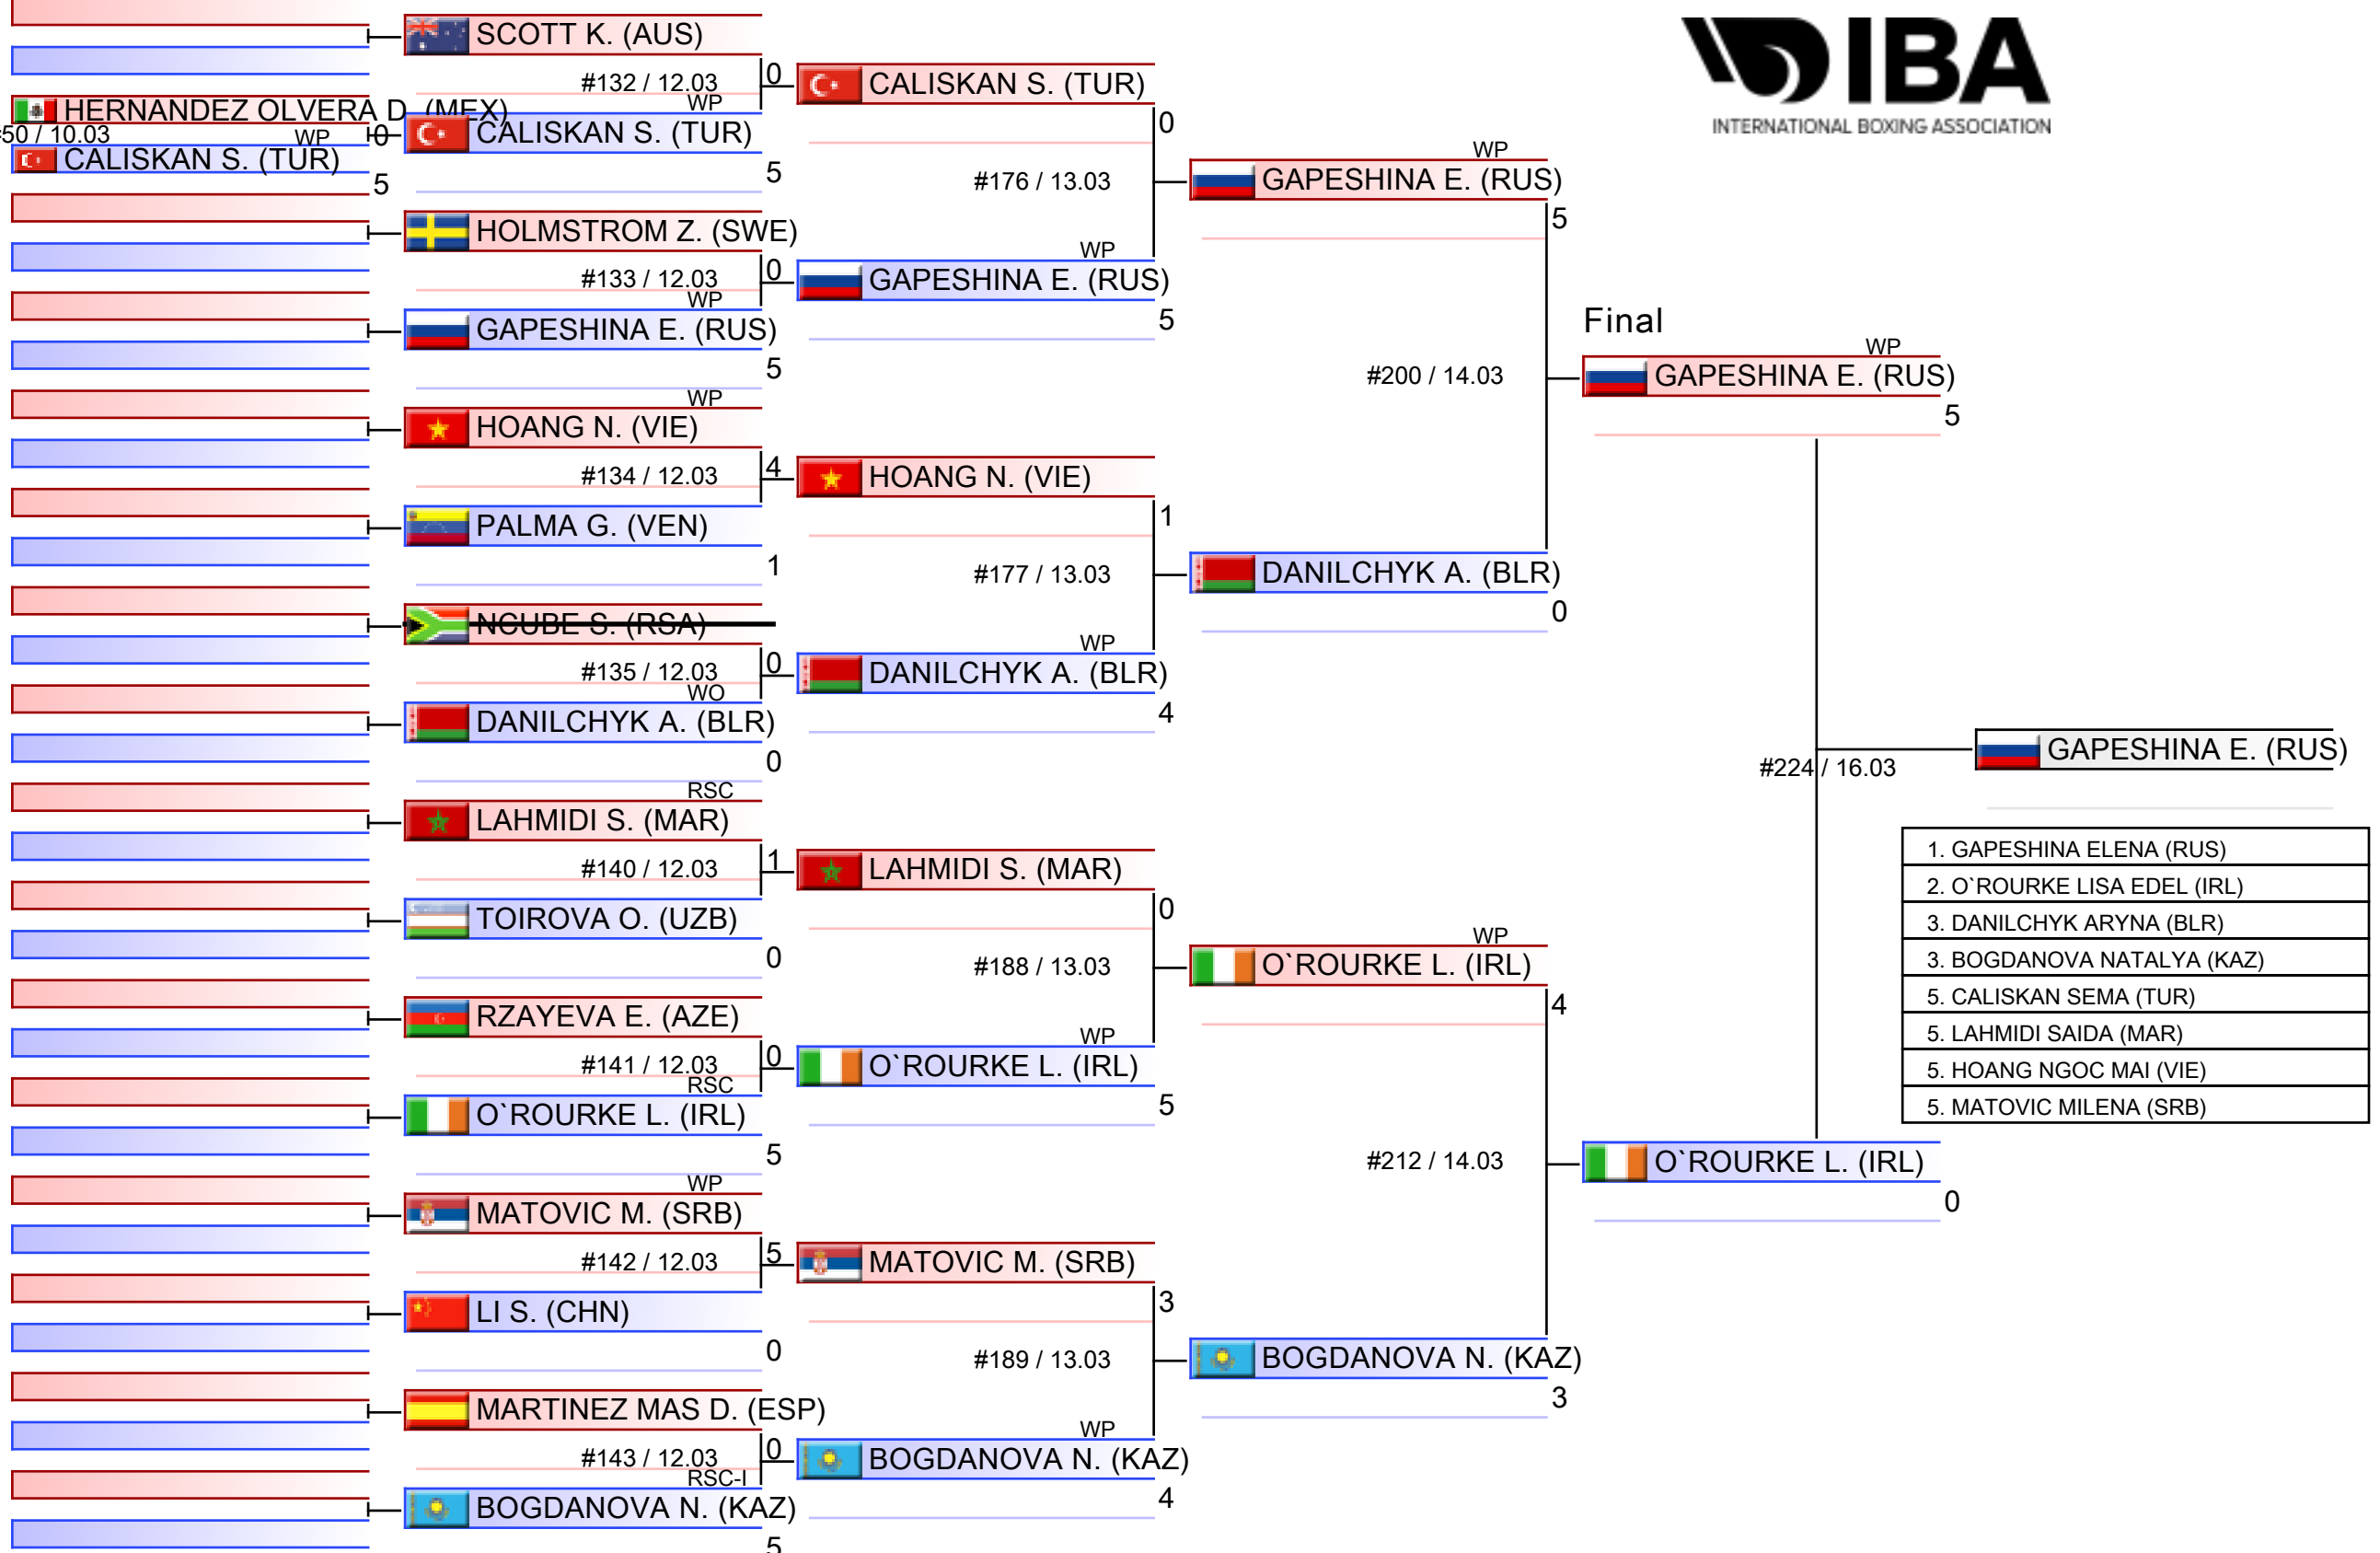 HERNANDEZ OLVERA D. (MEX)
50 / 10.03
WP
0
CALISKAN S. (TUR)
5
SCOTT K. (AUS)
#132 / 12.03
0
WP
CALISKAN S. (TUR)
5
HOLMSTROM Z. (SWE)
#133 / 12.03
0
WP
GAPESHINA E. (RUS)
5
WP
HOANG N. (VIE)
#134 / 12.03
4
PALMA G. (VEN)
1
NCUBE S. (RSA)
#135 / 12.03
0
WO
DANILCHYK A. (BLR)
0
RSC
LAHMIDI S. (MAR)
#140 / 12.03
1
TOIROVA O. (UZB)
0
RZAYEVA E. (AZE)
#141 / 12.03
0
RSC
O`ROURKE L. (IRL)
5
WP
MATOVIC M. (SRB)
#142 / 12.03
5
LI S. (CHN)
0
MARTINEZ MAS D. (ESP)
#143 / 12.03
0
RSC-I
BOGDANOVA N. (KAZ)
5
CALISKAN S. (TUR)
0
#176 / 13.03
WP
GAPESHINA E. (RUS)
5
HOANG N. (VIE)
1
#177 / 13.03
WP
DANILCHYK A. (BLR)
4
LAHMIDI S. (MAR)
0
#188 / 13.03
WP
O`ROURKE L. (IRL)
5
MATOVIC M. (SRB)
3
#189 / 13.03
WP
BOGDANOVA N. (KAZ)
4
WP
GAPESHINA E. (RUS)
5
#200 / 14.03
DANILCHYK A. (BLR)
0
WP
O`ROURKE L. (IRL)
4
#212 / 14.03
BOGDANOVA N. (KAZ)
3
IBA
INTERNATIONAL BOXING ASSOCIATION
Final
WP
GAPESHINA E. (RUS)
5
#224 / 16.03
O`ROURKE L. (IRL)
0
GAPESHINA E. (RUS)
1. GAPESHINA ELENA (RUS)
2. O`ROURKE LISA EDEL (IRL)
3. DANILCHYK ARYNA (BLR)
3. BOGDANOVA NATALYA (KAZ)
5. CALISKAN SEMA (TUR)
5. LAHMIDI SAIDA (MAR)
5. HOANG NGOC MAI (VIE)
5. MATOVIC MILENA (SRB)